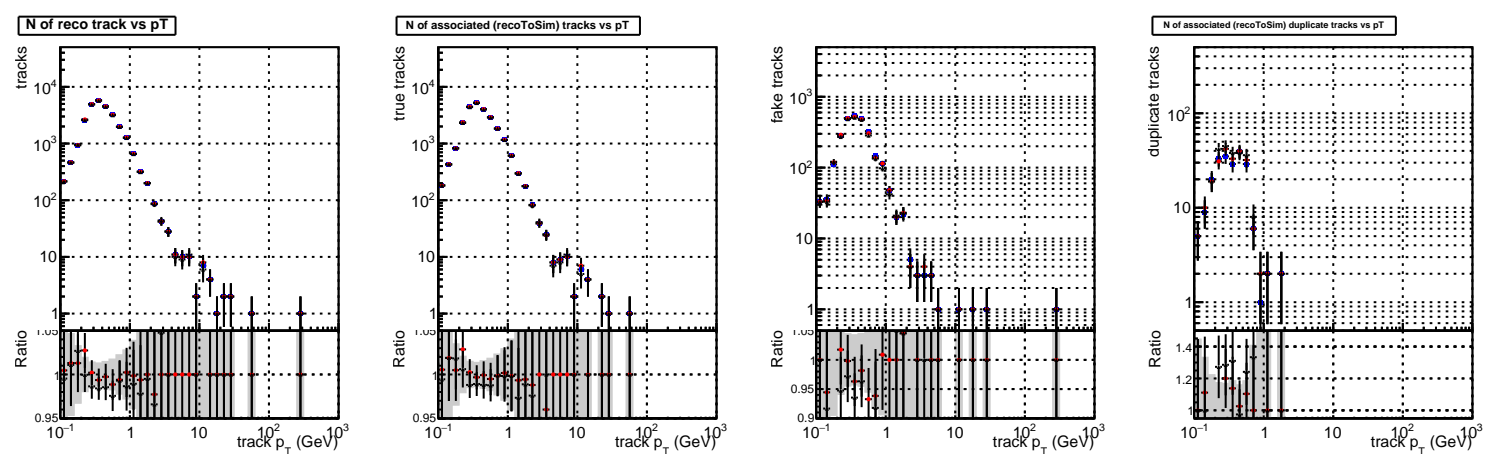 N of reco track vs pT
tracks
10⁴
10³
10²
10
1
Ratio
1.05
1
0.95
10⁻¹ 1 10 10² 10³
track p_T (GeV)
N of associated (recoToSim) tracks vs pT
true tracks
10⁴
10³
10²
10
1
Ratio
1.05
1
0.95
10⁻¹ 1 10 10² 10³
track p_T (GeV)
fake tracks
10³
10²
10
1
Ratio
1.05
1
0.95
0.9
10⁻¹ 1 10 10² 10³
track p_T (GeV)
N of associated (recoToSim) duplicate tracks vs pT
duplicate tracks
10²
10
1
Ratio
1.4
1.2
1
10⁻¹ 1 10 10² 10³
track p_T (GeV)